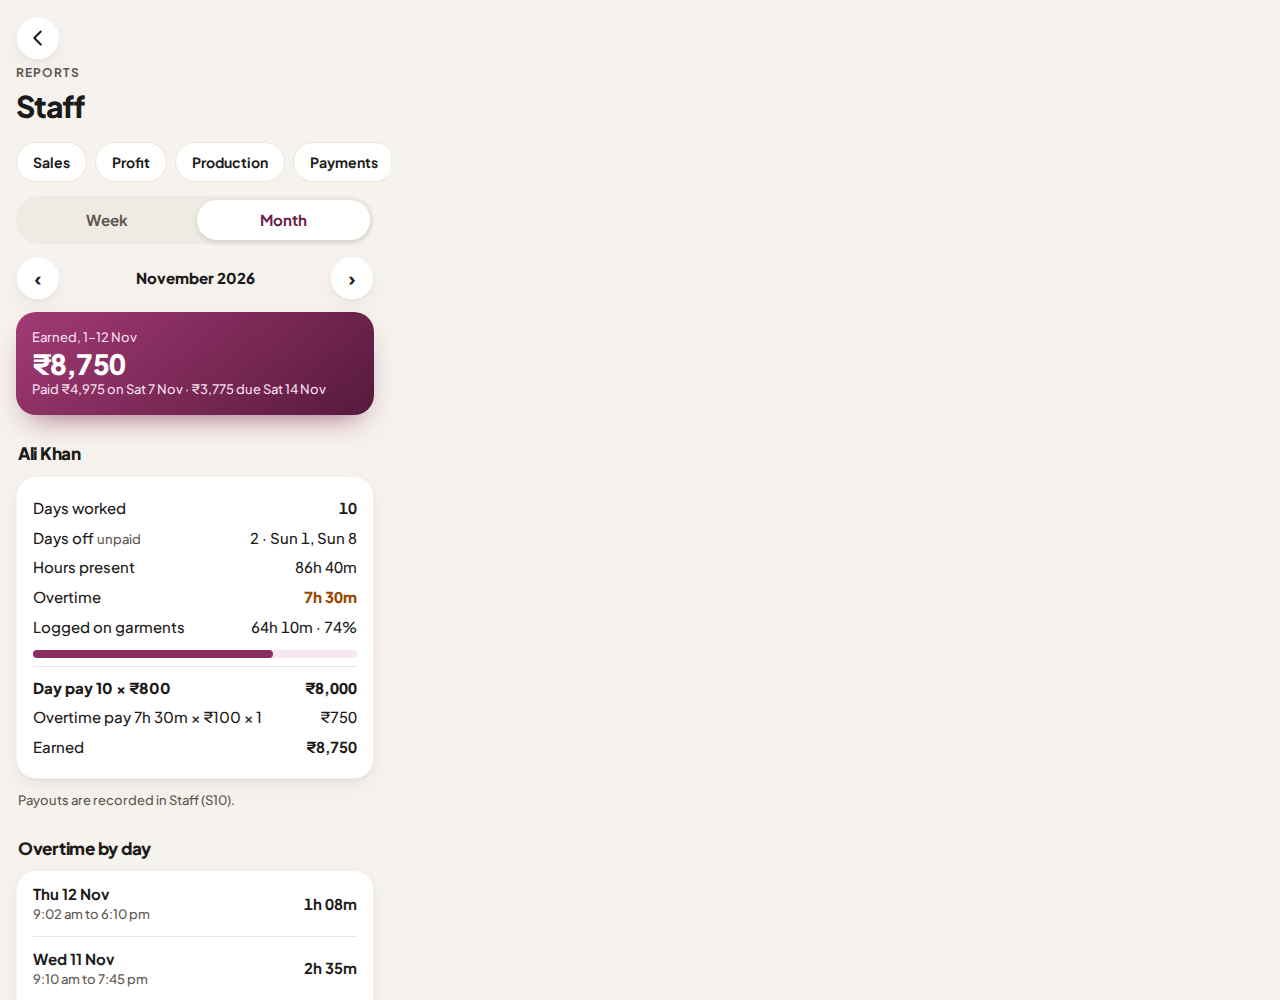 REPORTS
Staff
Sales Profit Production Payments
Week Month
‹ November 2026 ›
Earned, 1–12 Nov
₹8,750
Paid ₹4,975 on Sat 7 Nov · ₹3,775 due Sat 14 Nov
Ali Khan
Days worked 10
Days off unpaid 2 · Sun 1, Sun 8
Hours present 86h 40m
Overtime 7h 30m
Logged on garments 64h 10m · 74%
Day pay 10 × ₹800 ₹8,000
Overtime pay 7h 30m × ₹100 × 1 ₹750
Earned ₹8,750
Payouts are recorded in Staff (S10).
Overtime by day
Thu 12 Nov
9:02 am to 6:10 pm
1h 08m
Wed 11 Nov
9:10 am to 7:45 pm
2h 35m